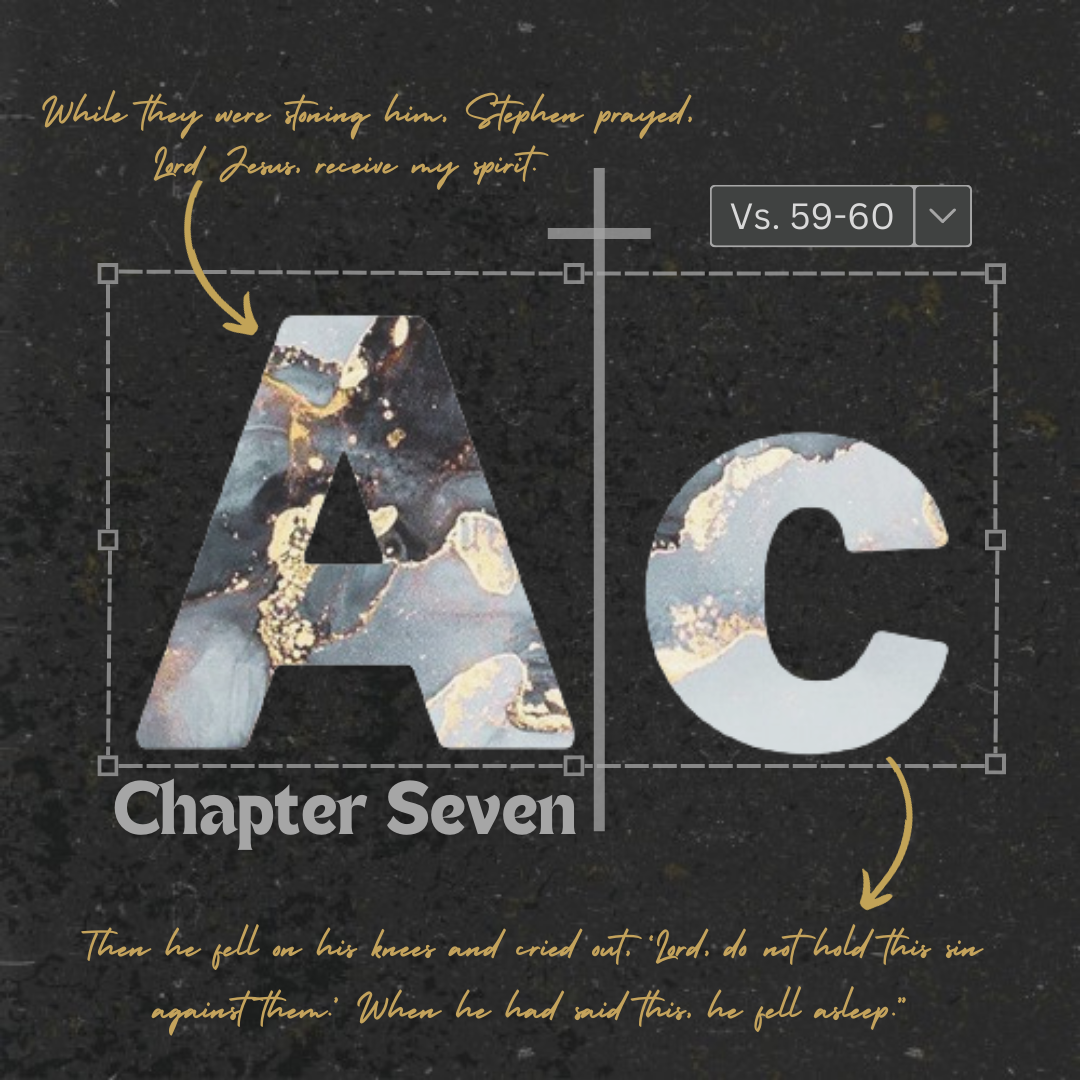 While they were stoning him, Stephen prayed,
Lord Jesus, receive my spirit.
Vs. 59-60
Ac
Chapter Seven
Then he fell on his knees and cried out, 'Lord, do not hold this sin
against them.' When he had said this, he fell asleep."